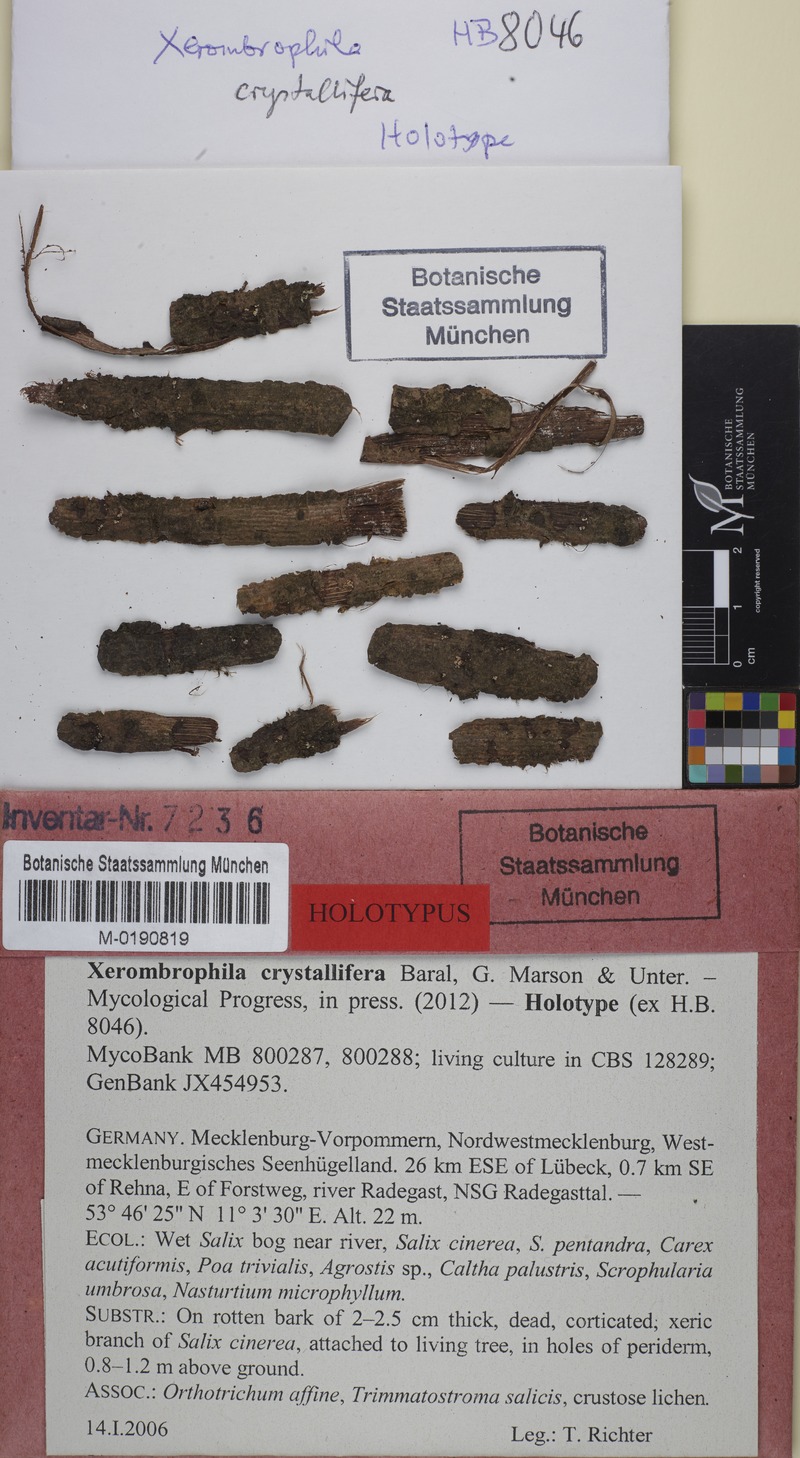 Xerombrophila HB8046
crystallifera
Holotype
Botanische
Staatssammlung
München
BOTANISCHE
STAATSSAMMLUNG
MÜNCHEN
M
0 1 2
cm
copyright reserved
Inventar-Nr. 7236
Botanische Staatssammlung München
M-0190819
HOLOTYPUS
Botanische
Staatssammlung
München
Xerombrophila crystallifera Baral, G. Marson & Unter. –
Mycological Progress, in press. (2012) — Holotype (ex H.B.
8046).
MycoBank MB 800287, 800288; living culture in CBS 128289;
GenBank JX454953.
GERMANY. Mecklenburg-Vorpommern, Nordwestmecklenburg, West-
mecklenburgisches Seenhügelland. 26 km ESE of Lübeck, 0.7 km SE
of Rehna, E of Forstweg, river Radegast, NSG Radegasttal. —
53° 46' 25" N 11° 3' 30" E. Alt. 22 m.
ECOL.: Wet Salix bog near river, Salix cinerea, S. pentandra, Carex
acutiformis, Poa trivialis, Agrostis sp., Caltha palustris, Scrophularia
umbrosa, Nasturtium microphyllum.
SUBSTR.: On rotten bark of 2–2.5 cm thick, dead, corticated; xeric
branch of Salix cinerea, attached to living tree, in holes of periderm,
0.8–1.2 m above ground.
ASSOC.: Orthotrichum affine, Trimmatostroma salicis, crustose lichen.
14.I.2006 Leg.: T. Richter